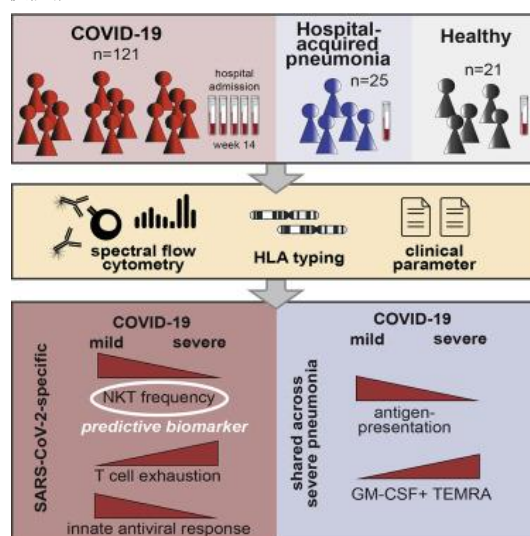 COVID-19
n=121
hospital
admission
week 14
Hospital-
acquired
pneumonia
n=25
Healthy
n=21
spectral flow
cytometry
HLA typing
clinical
parameter
SARS-CoV-2-specific
COVID-19
mild severe
NKT frequency
predictive biomarker
T cell exhaustion
innate antiviral response
shared across
severe pneumonia
COVID-19
mild severe
antigen-
presentation
GM-CSF+ TEMRA